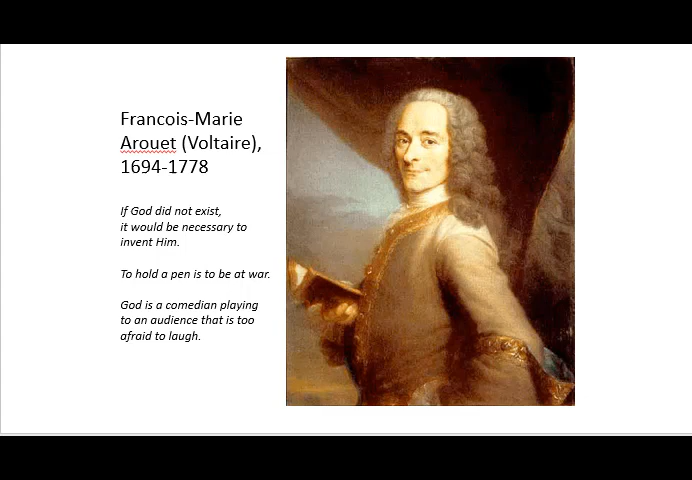 Francois-Marie
Arouet (Voltaire),
1694-1778
If God did not exist,
it would be necessary to
invent Him.
To hold a pen is to be at war.
God is a comedian playing
to an audience that is too
afraid to laugh.